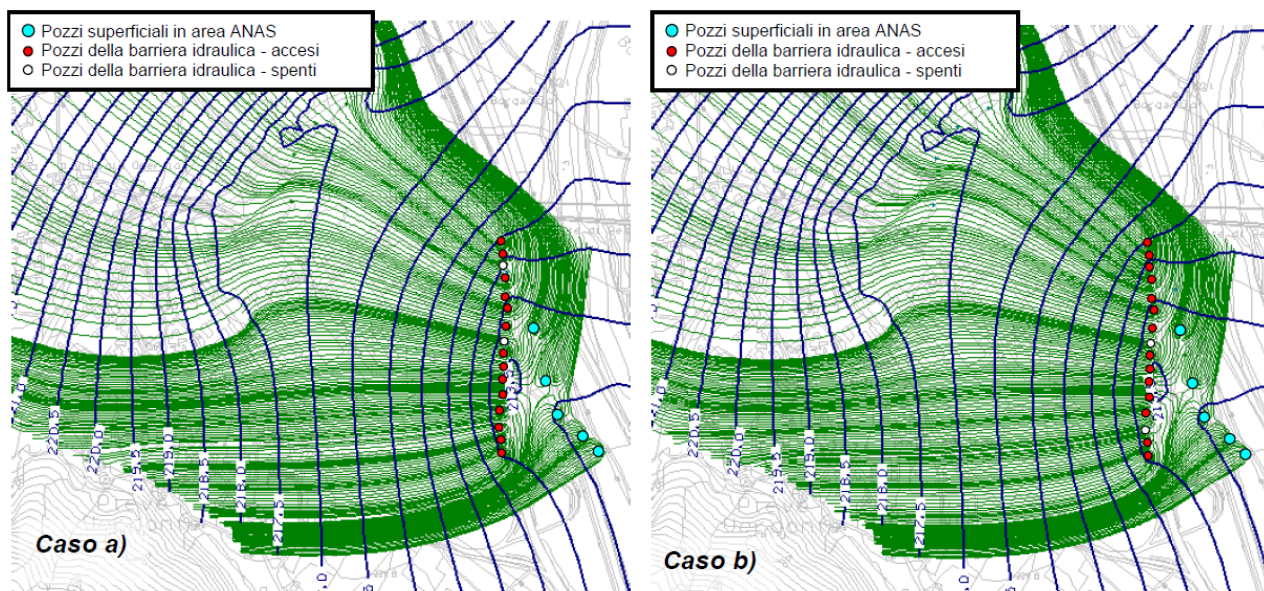 Pozzi superficiali in area ANAS
Pozzi della barriera idraulica - accesi
Pozzi della barriera idraulica - spenti
220.5
220.0
219.5
219.0
218.5
218.0
217.5
Caso a)
Pozzi superficiali in area ANAS
Pozzi della barriera idraulica - accesi
Pozzi della barriera idraulica - spenti
220.5
220.0
219.5
219.0
218.5
218.0
217.5
Caso b)